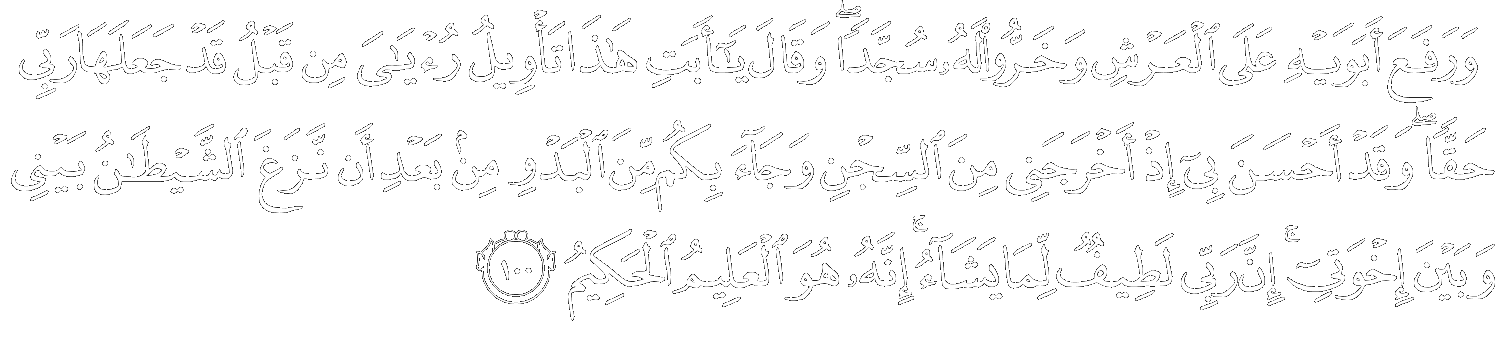 وَرَفَعَ أَبَوَيْهِ عَلَى ٱلْعَرْشِ وَخَرُّوا۟ لَهُۥ سُجَّدًا ۖ وَقَالَ يَـٰٓأَبَتِ هَـٰذَا تَأْوِيلُ رُءْيَـٰىَ مِن قَبْلُ قَدْ جَعَلَهَا رَبِّى
حَقًّا ۖ وَقَدْ أَحْسَنَ بِىٓ إِذْ أَخْرَجَنِى مِنَ ٱلسِّجْنِ وَجَآءَ بِكُم مِّنَ ٱلْبَدْوِ مِنۢ بَعْدِ أَن نَّزَغَ ٱلشَّيْطَـٰنُ بَيْنِى
وَبَيْنَ إِخْوَتِىٓ ۚ إِنَّ رَبِّى لَطِيفٌ لِّمَا يَشَآءُ ۚ إِنَّهُۥ هُوَ ٱلْعَلِيمُ ٱلْحَكِيمُ ١٠٠